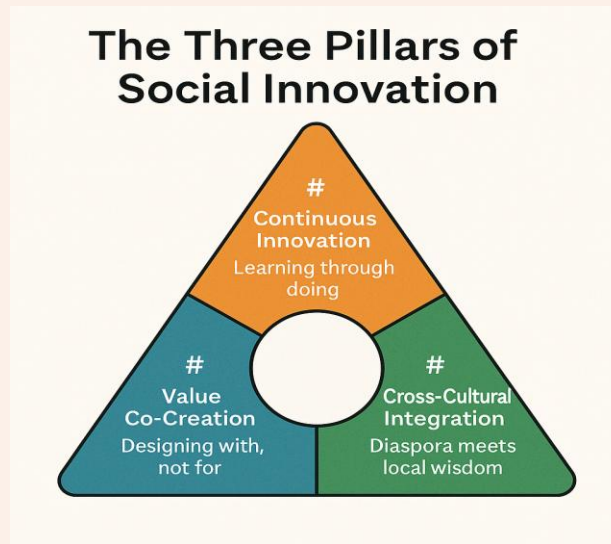 The Three Pillars of
Social Innovation
#
Continuous
Innovation
Learning through
doing
#
Value
Co-Creation
Designing with,
not for
#
Cross-Cultural
Integration
Diaspora meets
local wisdom